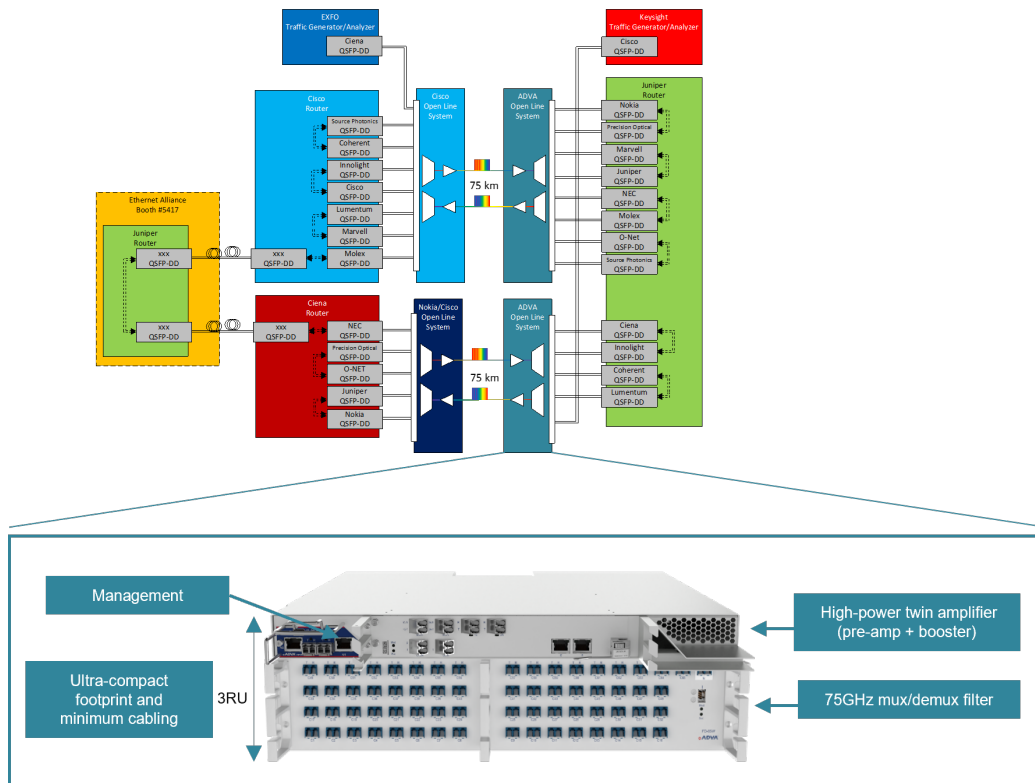 EXFO
Traffic Generator/Analyzer
Ciena
QSFP-DD
Keysight
Traffic Generator/Analyzer
Cisco
QSFP-DD
Cisco
Router
Source Photonics
QSFP-DD
Coherent
QSFP-DD
Innolight
QSFP-DD
Cisco
QSFP-DD
Lumentum
QSFP-DD
Marvell
QSFP-DD
Molex
QSFP-DD
xxx
QSFP-DD
Cisco
Open Line
System
75 km
ADVA
Open Line
System
Juniper
Router
Nokia
QSFP-DD
Precision Optical
QSFP-DD
Marvell
QSFP-DD
Juniper
QSFP-DD
NEC
QSFP-DD
Molex
QSFP-DD
O-Net
QSFP-DD
Source Photonics
QSFP-DD
Ciena
QSFP-DD
Innolight
QSFP-DD
Coherent
QSFP-DD
Lumentum
QSFP-DD
Ethernet Alliance
Booth #5417
Juniper
Router
xxx
QSFP-DD
xxx
QSFP-DD
Ciena
Router
xxx
QSFP-DD
NEC
QSFP-DD
Precision Optical
QSFP-DD
O-NET
QSFP-DD
Juniper
QSFP-DD
Nokia
QSFP-DD
Nokia/Cisco
Open Line
System
75 km
ADVA
Open Line
System
Management
Ultra-compact
footprint and
minimum cabling
3RU
High-power twin amplifier
(pre-amp + booster)
75GHz mux/demux filter
ADVA